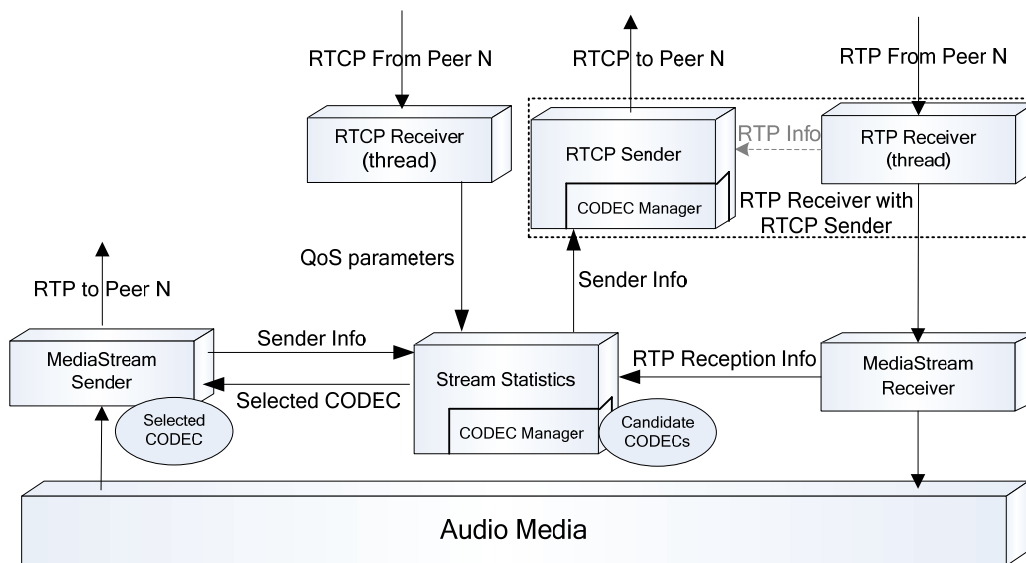 RTCP From Peer N
RTCP to Peer N
RTP From Peer N
RTCP Receiver
(thread)
RTCP Sender
CODEC Manager
RTP Info
RTP Receiver
(thread)
RTP Receiver with
RTCP Sender
QoS parameters
Sender Info
RTP to Peer N
MediaStream
Sender
Selected
CODEC
Sender Info
Selected CODEC
Stream Statistics
CODEC Manager
Candidate
CODECs
RTP Reception Info
MediaStream
Receiver
Audio Media